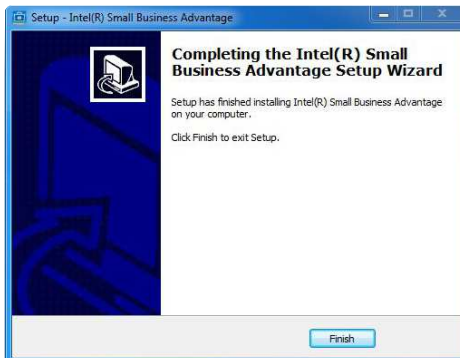 Setup - Intel(R) Small Business Advantage
Completing the Intel(R) Small
Business Advantage Setup Wizard
Setup has finished installing Intel(R) Small Business Advantage
on your computer.
Click Finish to exit Setup.
Finish